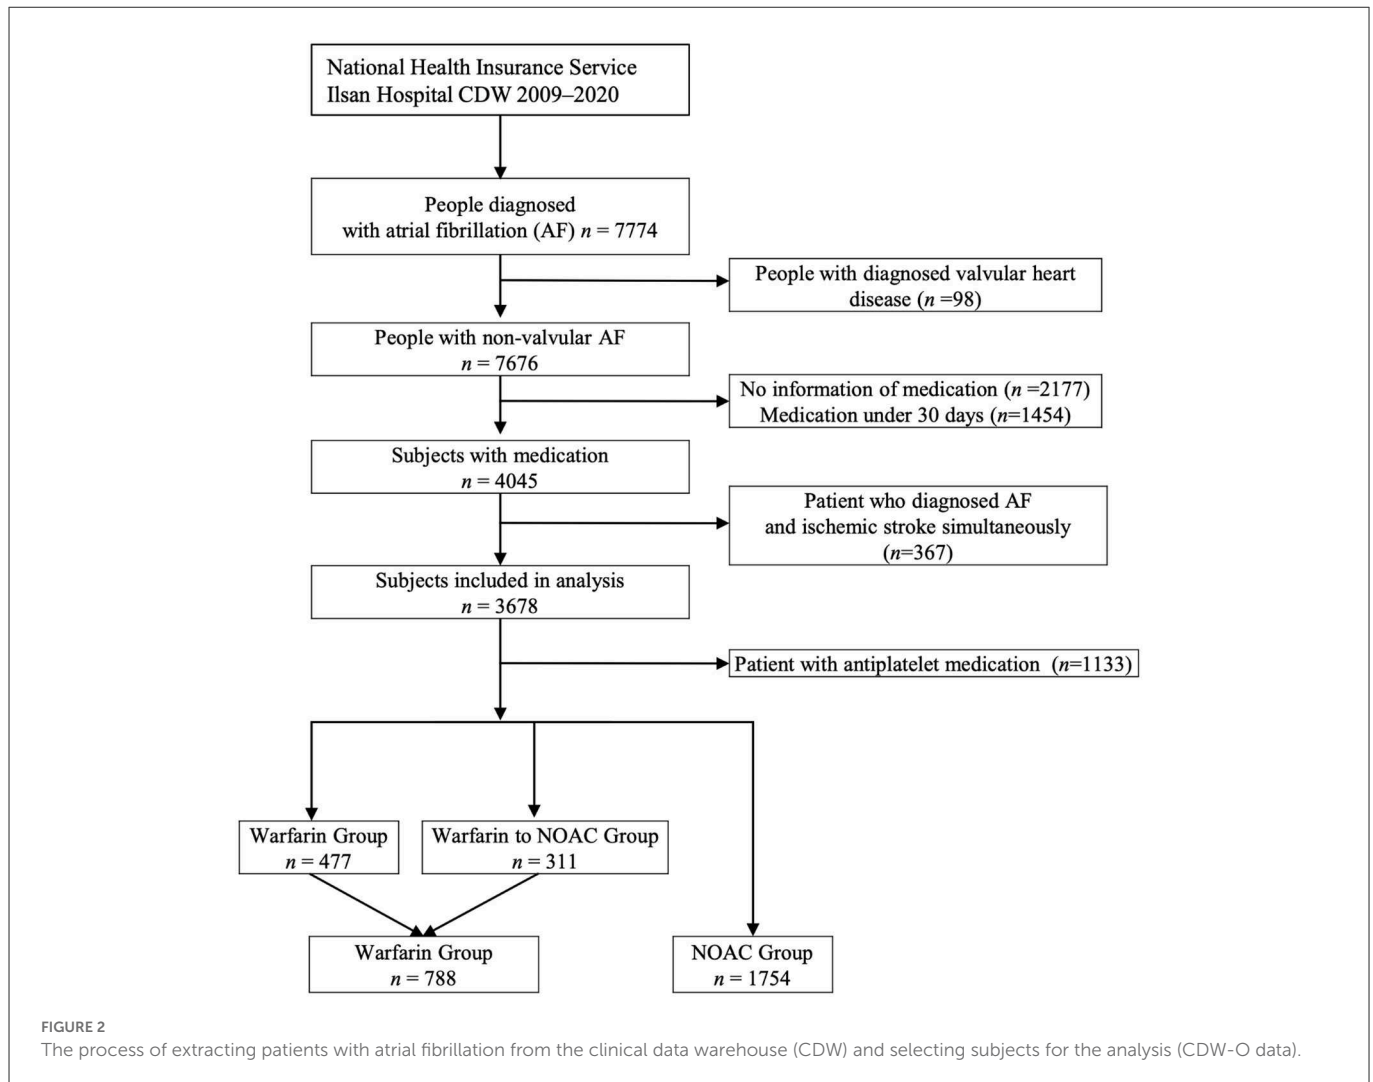 National Health Insurance Service
Ilsan Hospital CDW 2009–2020
People diagnosed
with atrial fibrillation (AF) n = 7774
People with diagnosed valvular heart
disease (n =98)
People with non-valvular AF
n = 7676
No information of medication (n =2177)
Medication under 30 days (n=1454)
Subjects with medication
n = 4045
Patient who diagnosed AF
and ischemic stroke simultaneously
(n=367)
Subjects included in analysis
n = 3678
Patient with antiplatelet medication (n=1133)
Warfarin Group
n = 477
Warfarin to NOAC Group
n = 311
Warfarin Group
n = 788
NOAC Group
n = 1754
FIGURE 2
The process of extracting patients with atrial fibrillation from the clinical data warehouse (CDW) and selecting subjects for the analysis (CDW-O data).